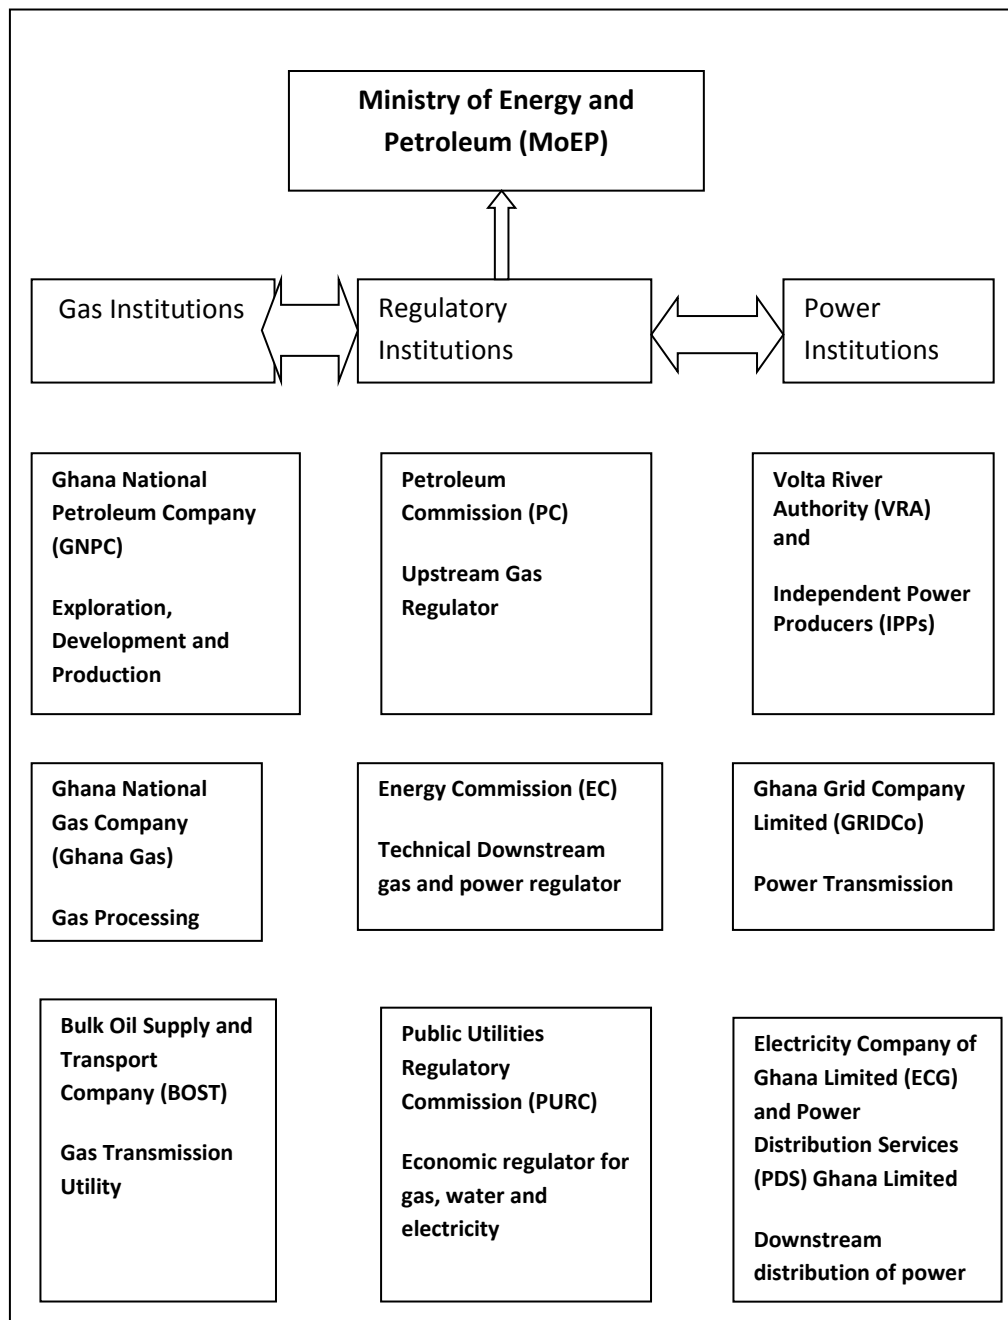 Ministry of Energy and
Petroleum (MoEP)
Gas Institutions
Regulatory
Institutions
Power
Institutions
Ghana National
Petroleum Company
(GNPC)
Exploration,
Development and
Production
Petroleum
Commission (PC)
Upstream Gas
Regulator
Volta River
Authority (VRA)
and
Independent Power
Producers (IPPs)
Ghana National
Gas Company
(Ghana Gas)
Gas Processing
Energy Commission (EC)
Technical Downstream
gas and power regulator
Ghana Grid Company
Limited (GRIDCo)
Power Transmission
Bulk Oil Supply and
Transport
Company (BOST)
Gas Transmission
Utility
Public Utilities
Regulatory
Commission (PURC)
Economic regulator for
gas, water and
electricity
Electricity Company of
Ghana Limited (ECG)
and Power
Distribution Services
(PDS) Ghana Limited
Downstream
distribution of power